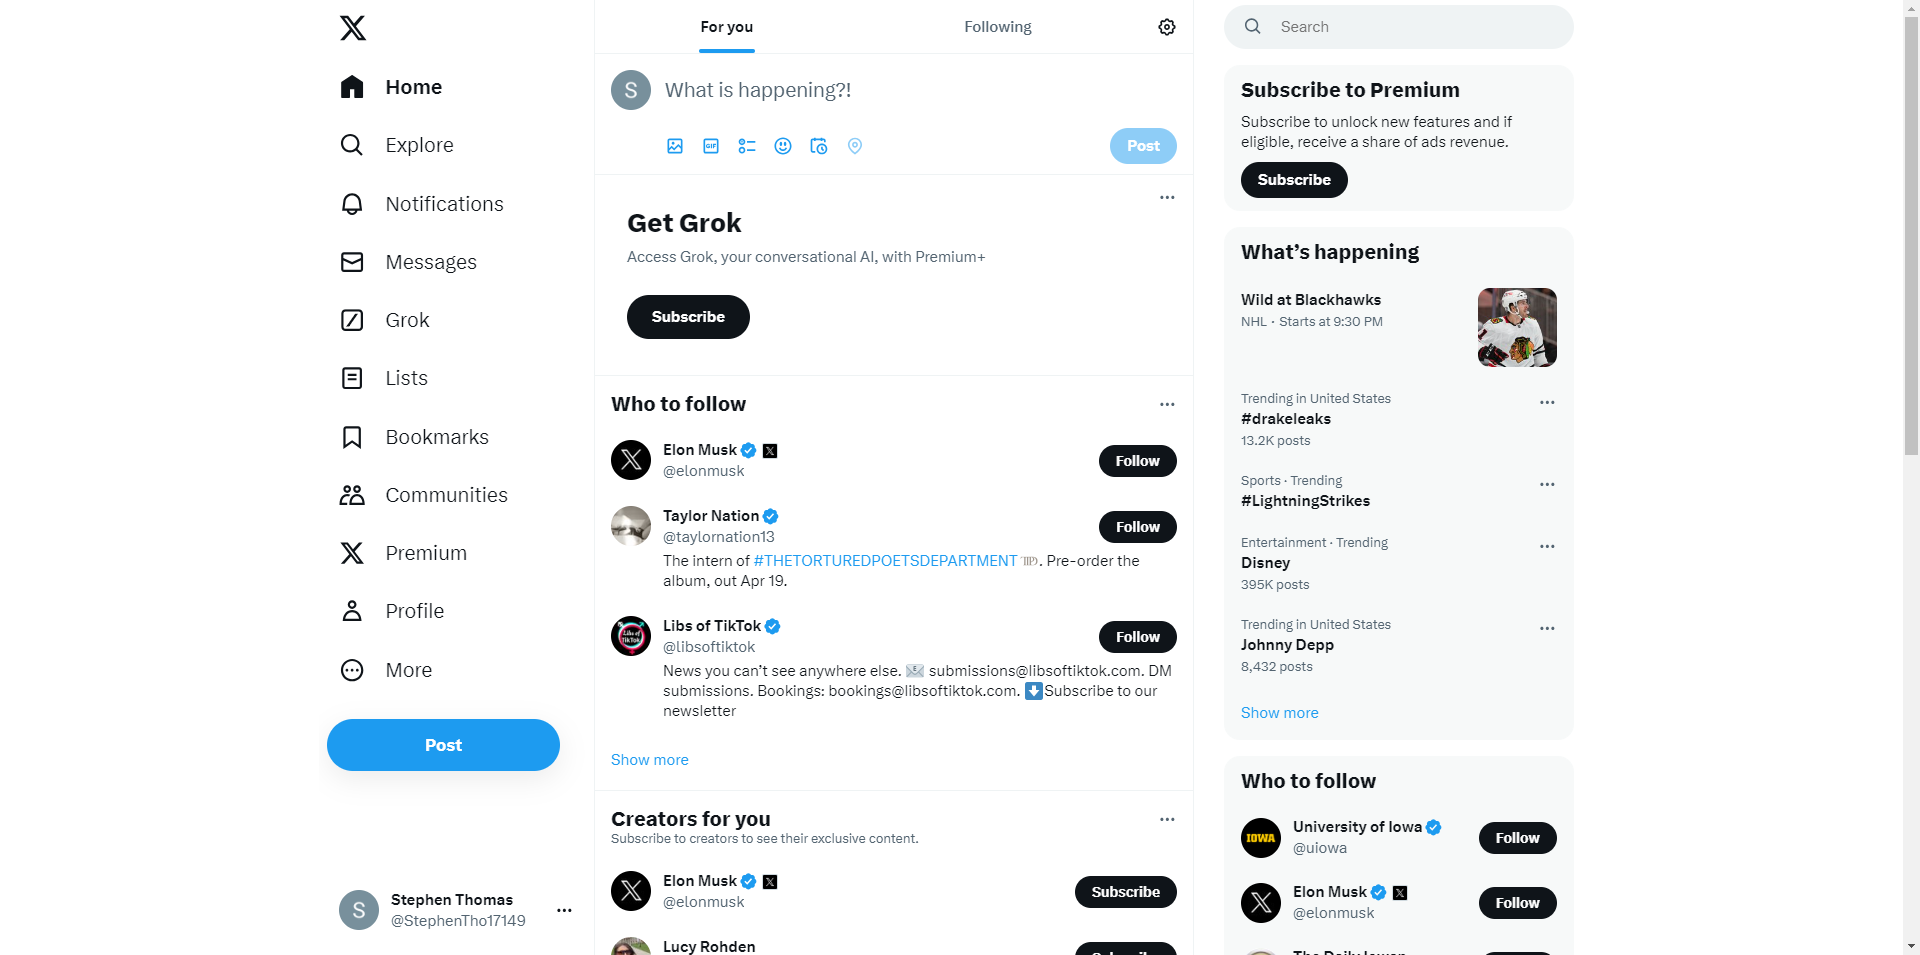 Home
Explore
Notifications
Messages
Grok
Lists
Bookmarks
Communities
Premium
Profile
More
Post
S
Stephen Thomas
@StephenTho17149
For you
Following
S
What is happening?!
GIF
Post
Get Grok
Access Grok, your conversational AI, with Premium+
Subscribe
Who to follow
Elon Musk
@elonmusk
Follow
Taylor Nation
@taylornation13
Follow
The intern of #THETORTUREDPOETSDEPARTMENT. Pre-order the
album, out Apr 19.
Libs of TikTok
@libsoftiktok
Follow
News you can’t see anywhere else. 📧 submissions@libsoftiktok.com. DM
submissions. Bookings: bookings@libsoftiktok.com. ⬇️Subscribe to our
newsletter
Show more
Creators for you
Subscribe to creators to see their exclusive content.
Elon Musk
@elonmusk
Subscribe
Lucy Rohden
Search
Subscribe to Premium
Subscribe to unlock new features and if
eligible, receive a share of ads revenue.
Subscribe
What’s happening
Wild at Blackhawks
NHL · Starts at 9:30 PM
Trending in United States
#drakeleaks
13.2K posts
Sports · Trending
#LightningStrikes
Entertainment · Trending
Disney
395K posts
Trending in United States
Johnny Depp
8,432 posts
Show more
Who to follow
IOWA
University of Iowa
@uiowa
Follow
Elon Musk
@elonmusk
Follow